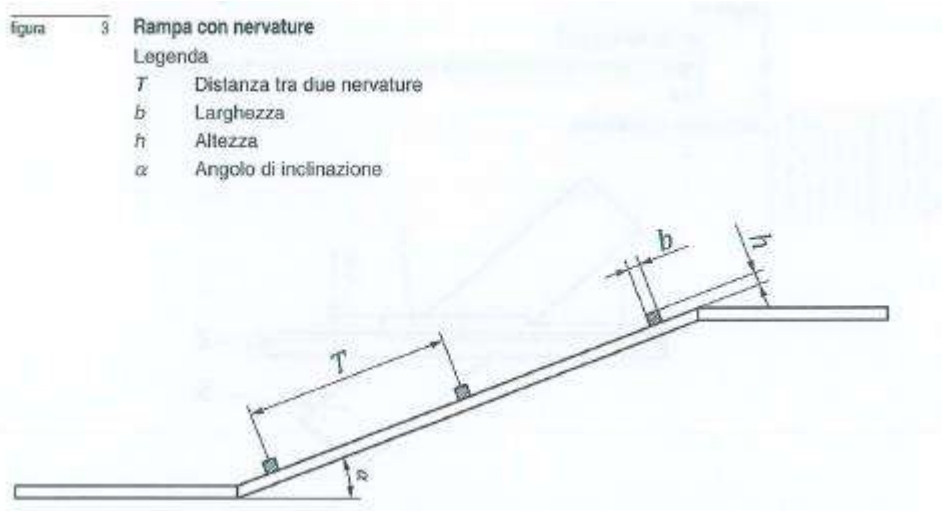 figura 3 Rampa con nervature
Legenda
T Distanza tra due nervature
b Larghezza
h Altezza
α Angolo di inclinazione
b
h
T
α